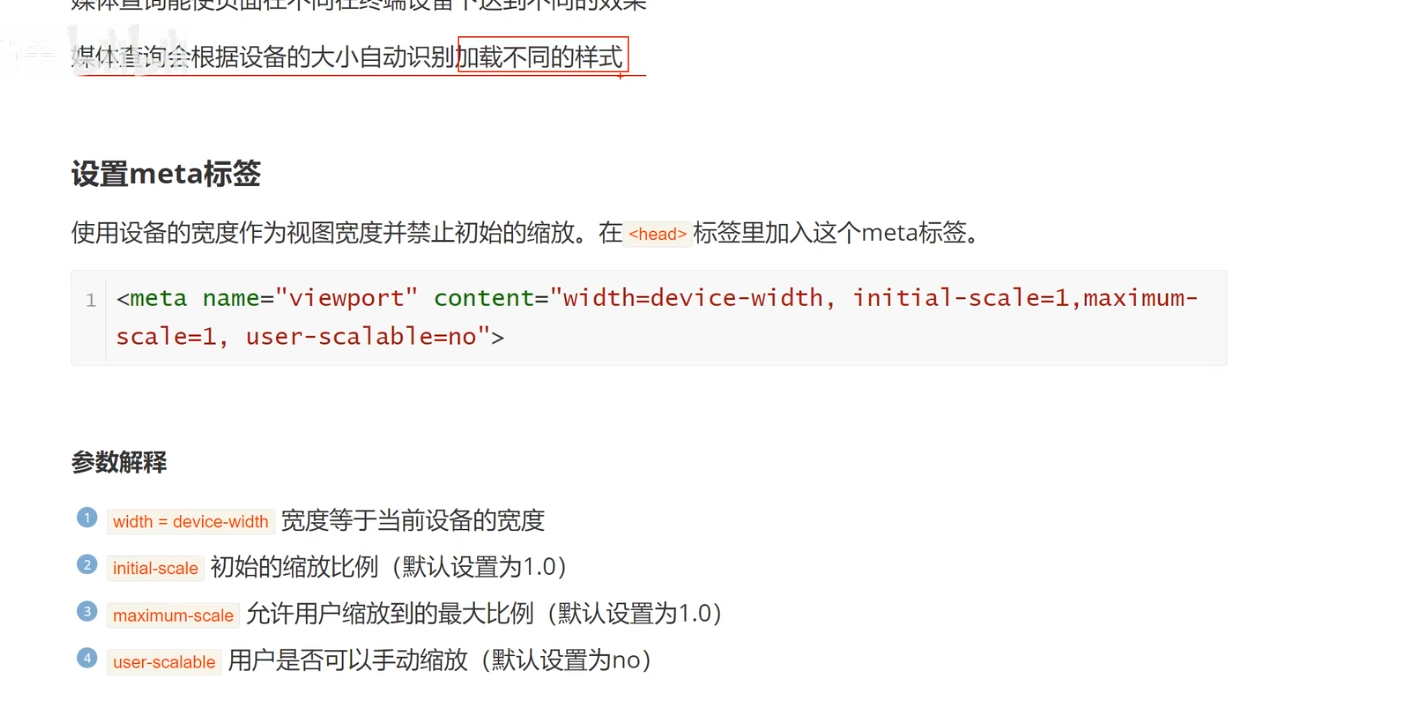 媒体查询能使页面在不同在终端设备下达到不同的效果
媒体查询会根据设备的大小自动识别加载不同的样式
设置meta标签
使用设备的宽度作为视图宽度并禁止初始的缩放。在<head>标签里加入这个meta标签。
1 <meta name="viewport" content="width=device-width, initial-scale=1,maximum-
scale=1, user-scalable=no">
参数解释
1 width = device-width 宽度等于当前设备的宽度
2 initial-scale 初始的缩放比例（默认设置为1.0）
3 maximum-scale 允许用户缩放到的最大比例（默认设置为1.0）
4 user-scalable 用户是否可以手动缩放（默认设置为no）